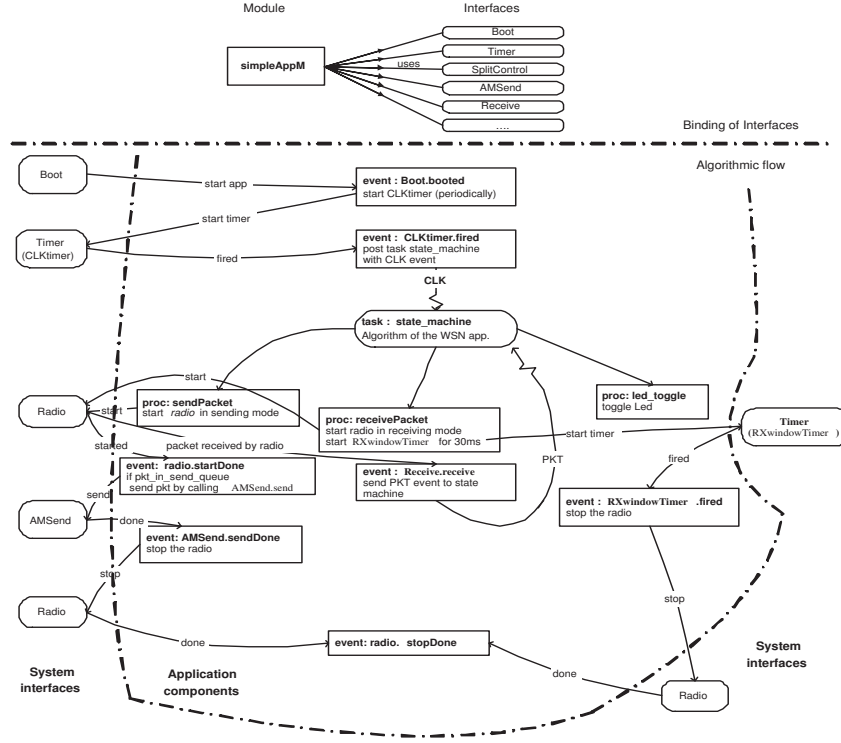 Module
Interfaces
simpleAppM
uses
Boot
Timer
SplitControl
AMSend
Receive
....
Binding of Interfaces
Algorithmic flow
Boot
start app
event : Boot.booted
start CLKtimer (periodically)
start timer
Timer
(CLKtimer)
fired
event : CLKtimer.fired
post task state_machine
with CLK event
CLK
task : state_machine
Algorithm of the WSN app.
start
Radio
start
proc: sendPacket
start radio in sending mode
proc: receivePacket
start radio in receiving mode
start RXwindowTimer for 30ms
proc: led_toggle
toggle Led
start timer
Timer
(RXwindowTimer )
started
packet received by radio
event: radio.startDone
if pkt_in_send_queue
send pkt by calling AMSend.send
event : Receive.receive
send PKT event to state
machine
PKT
fired
event : RXwindowTimer .fired
stop the radio
send
AMSend
done
event: AMSend.sendDone
stop the radio
stop
stop
Radio
done
event: radio. stopDone
done
Radio
System
interfaces
Application
components
System
interfaces